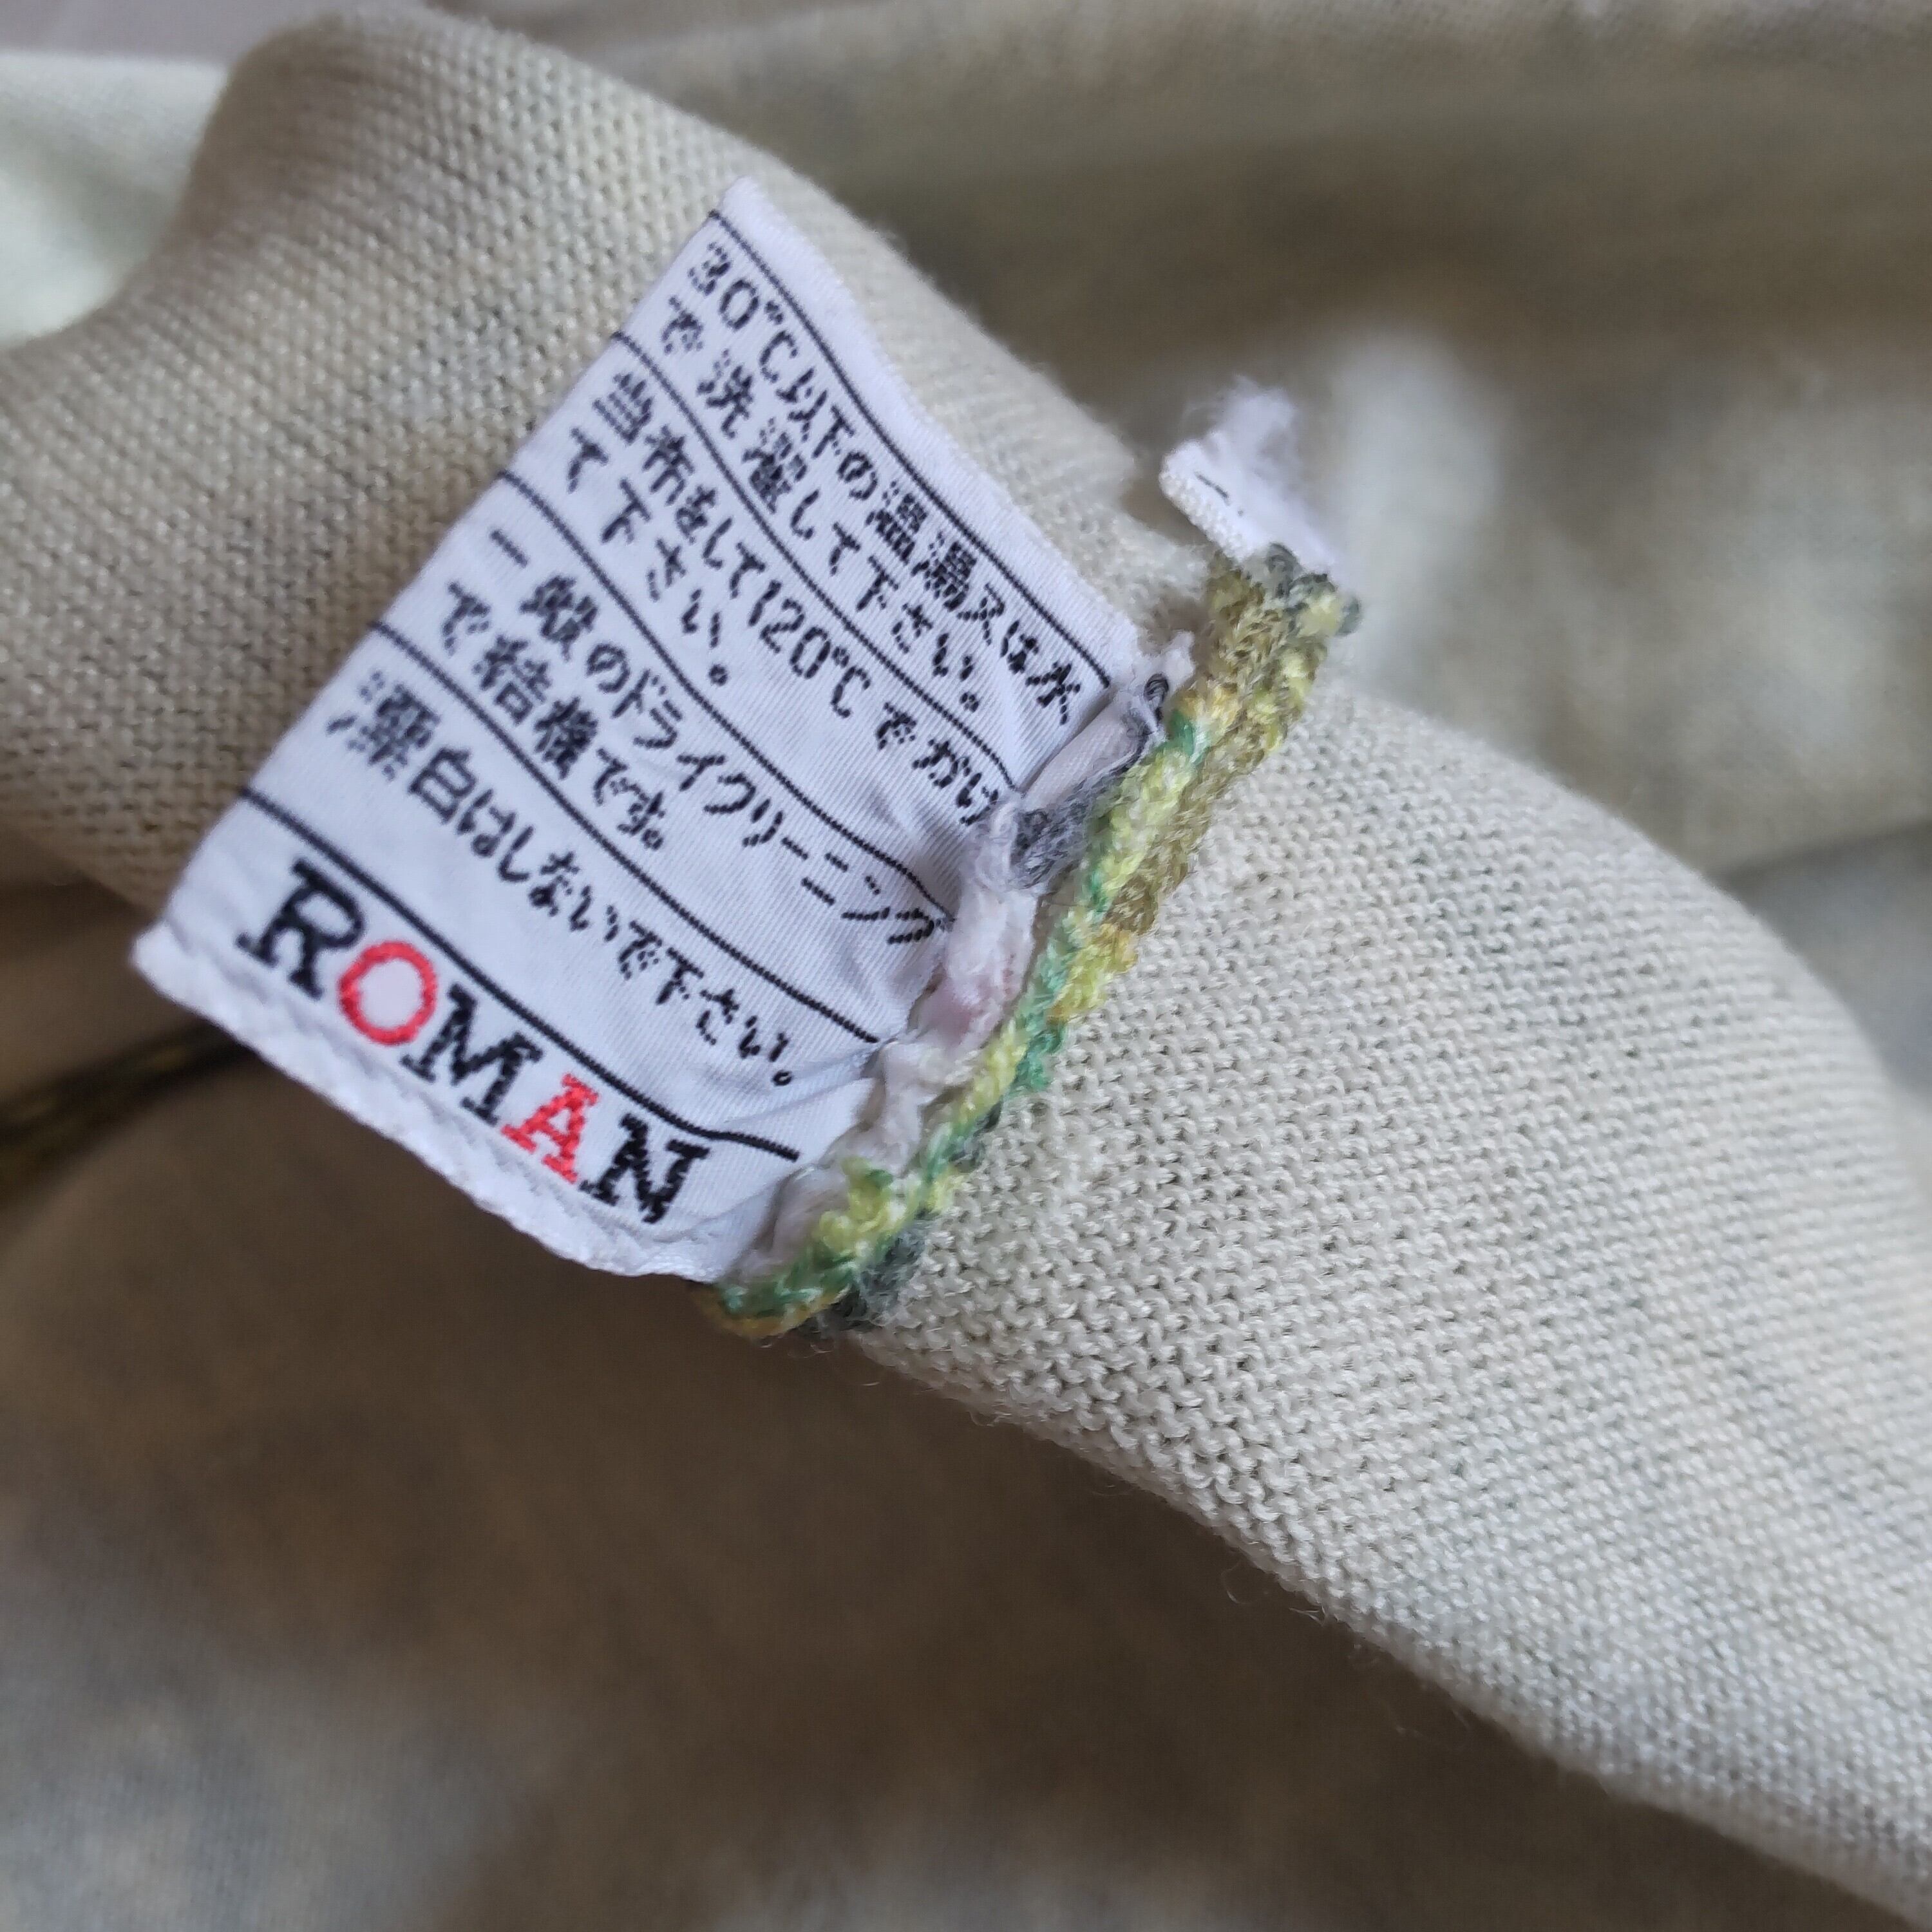 30℃以下の温湯又は水
で洗濯して下さい。
当布をして120℃でかけ
て下さい。
一般のドライクリーニング
で結構です。
漂白はしないで下さい。
ROMAN